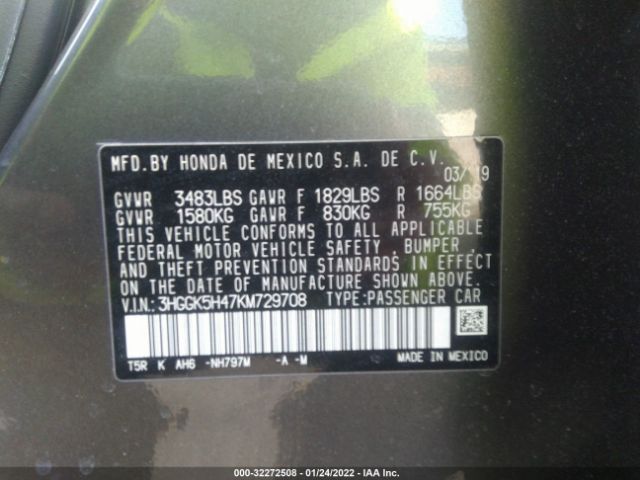 MFD. BY HONDA DE MEXICO S.A. DE C.V.
03/19
GVWR 3483LBS GAWR F 1829LBS R 1664LBS
GVWR 1580KG GAWR F 830KG R 755KG
THIS VEHICLE CONFORMS TO ALL APPLICABLE
FEDERAL MOTOR VEHICLE SAFETY, BUMPER,
AND THEFT PREVENTION STANDARDS IN EFFECT
ON THE DATE OF MANUFACTURE SHOWN ABOVE.
V.I.N.: 3HGGK5H47KM729708 TYPE:PASSENGER CAR
T5R K AH6 -NH797M -A -M MADE IN MEXICO
000-32272508 - 01/24/2022 - IAA Inc.